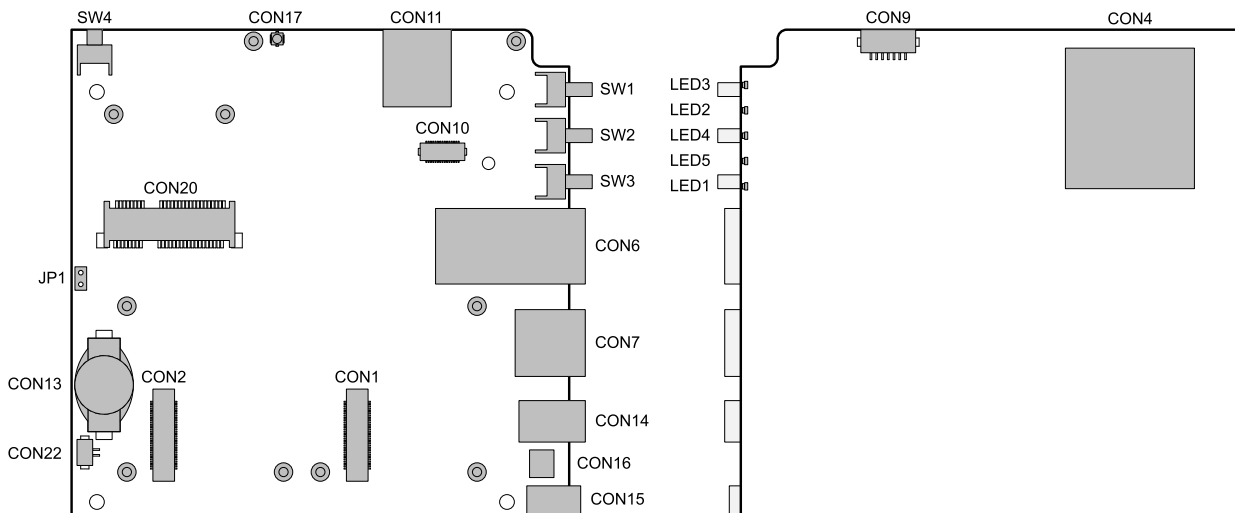 SW4
CON17
CON11
SW1
CON10
SW2
SW3
CON20
CON6
JP1
CON7
CON13
CON2
CON1
CON14
CON22
CON16
CON15
CON9
CON4
LED3
LED2
LED4
LED5
LED1